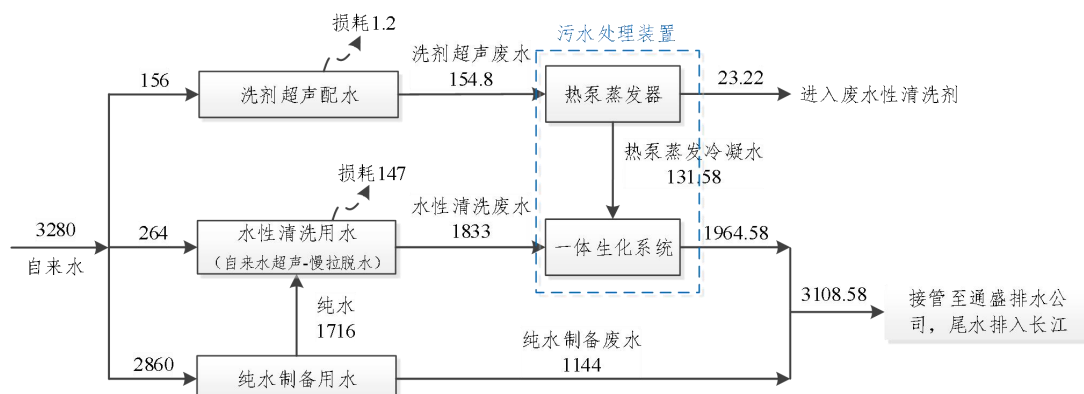 损耗1.2
污水处理装置
洗剂超声废水
156
154.8
23.22
洗剂超声配水
热泵蒸发器
进入废水性清洗剂
热泵蒸发冷凝水
131.58
损耗147
水性清洗废水
3280
264
1833
1964.58
自来水
水性清洗用水
（自来水超声-慢拉脱水）
一体生化系统
纯水
1716
3108.58
接管至通盛排水公
司，尾水排入长江
纯水制备废水
2860
1144
纯水制备用水